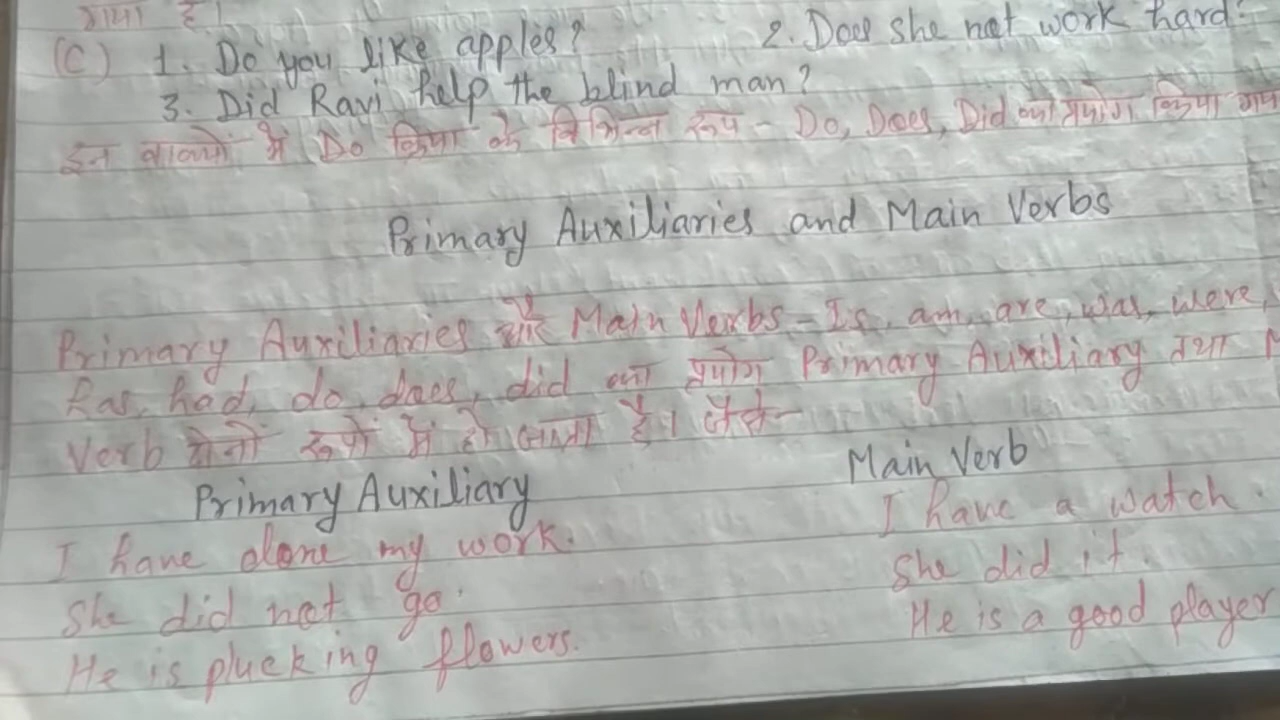 गया है।
(C) 1. Do you like apples? 2. Does she not work hard?
3. Did Ravi help the blind man?
इन वाक्यों में Do क्रिया के विभिन्न रूप - Do, Does, Did का प्रयोग किया गया
Primary Auxiliaries and Main Verbs
Primary Auxiliaries और Main Verbs - Is, am, are, was, were,
has, had, do, does, did का प्रयोग Primary Auxiliary तथा M
Verb दोनों रूपों में हो जाता है। जैसे-
Primary Auxiliary Main Verb
I have done my work. I have a watch.
She did not go. She did it.
He is plucking flowers. He is a good player